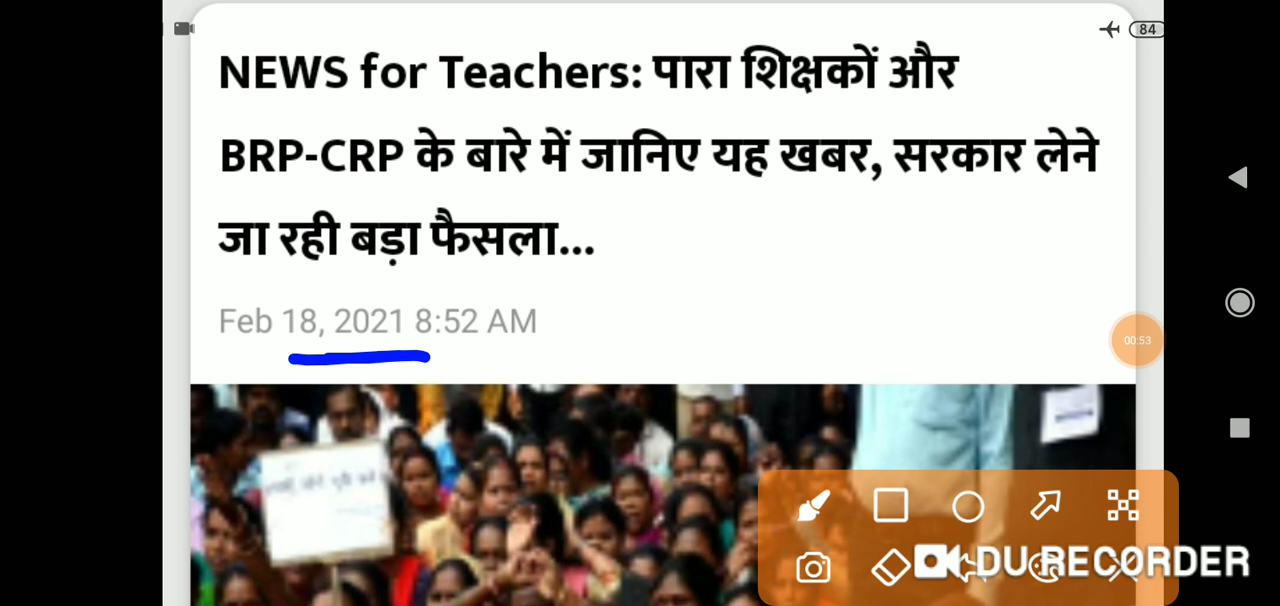 84
NEWS for Teachers: पारा शिक्षकों और
BRP-CRP के बारे में जानिए यह खबर, सरकार लेने
जा रही बड़ा फैसला...
Feb 18, 2021 8:52 AM
00:53
DU RECORDER